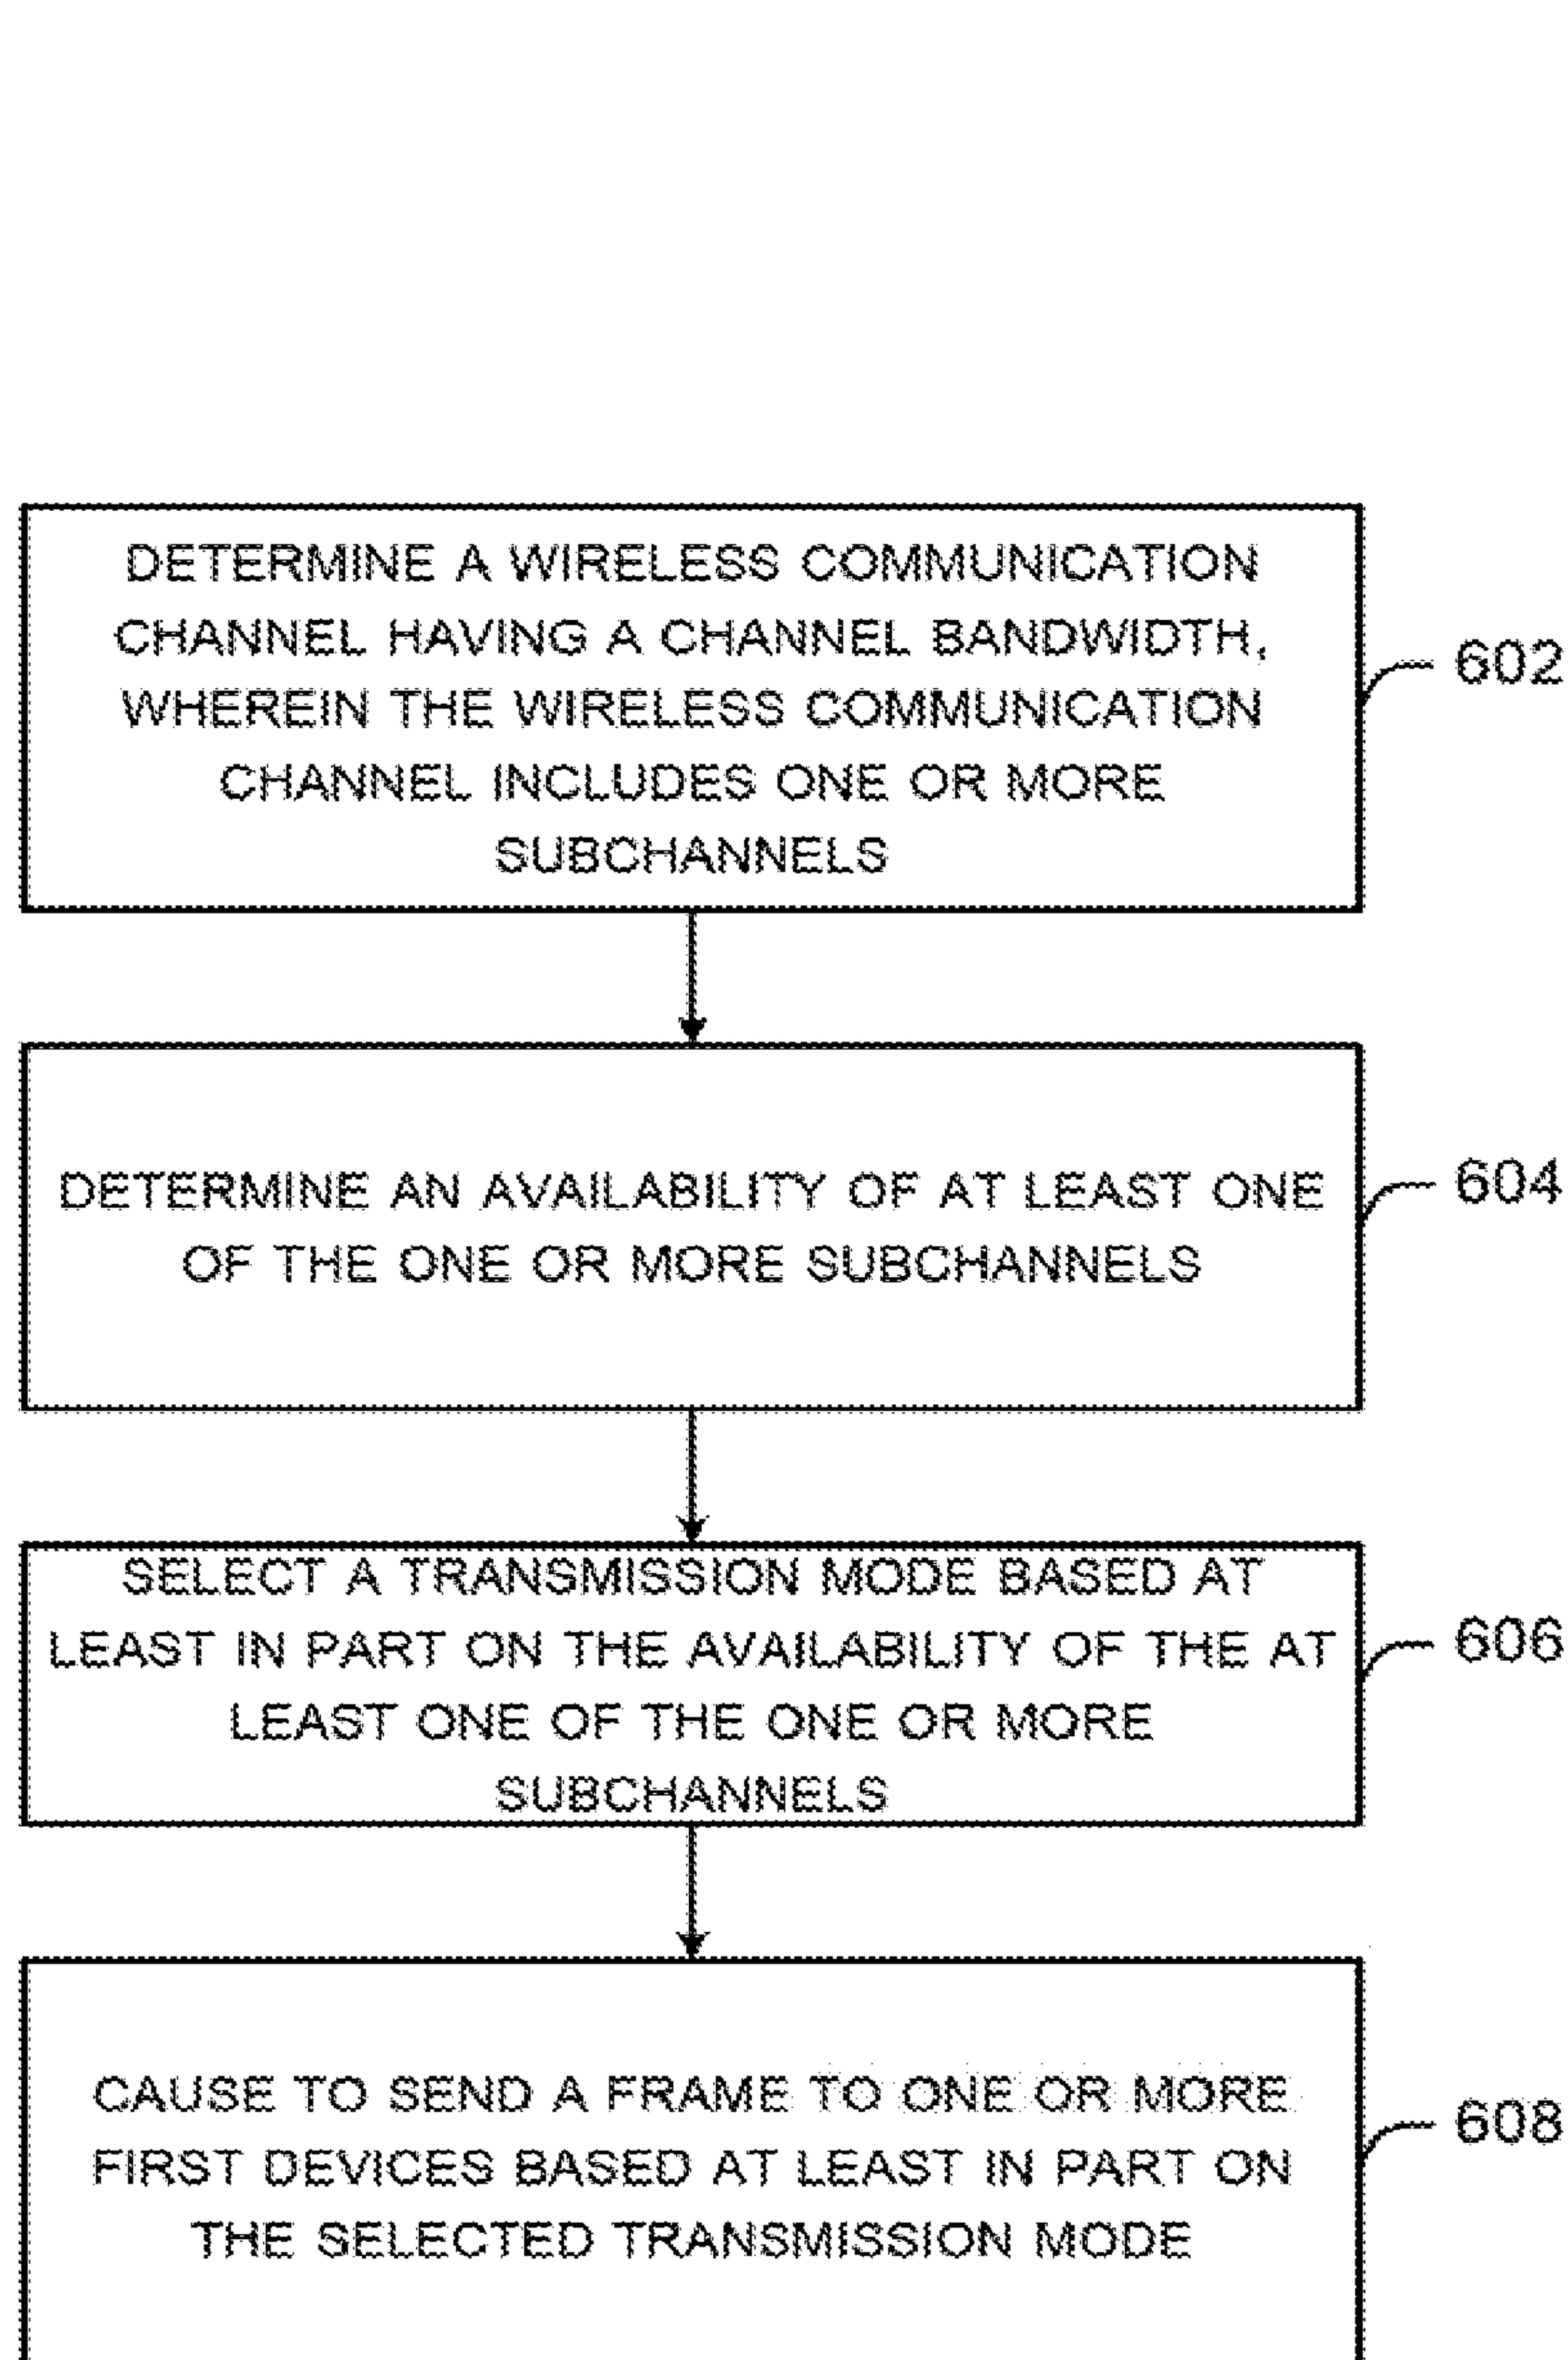 DETERMINE A WIRELESS COMMUNICATION
CHANNEL HAVING A CHANNEL BANDWIDTH,
WHEREIN THE WIRELESS COMMUNICATION
CHANNEL INCLUDES ONE OR MORE
SUBCHANNELS
602
DETERMINE AN AVAILABILITY OF AT LEAST ONE
OF THE ONE OR MORE SUBCHANNELS
604
SELECT A TRANSMISSION MODE BASED AT
LEAST IN PART ON THE AVAILABILITY OF THE AT
LEAST ONE OF THE ONE OR MORE
SUBCHANNELS
606
CAUSE TO SEND A FRAME TO ONE OR MORE
FIRST DEVICES BASED AT LEAST IN PART ON
THE SELECTED TRANSMISSION MODE
608